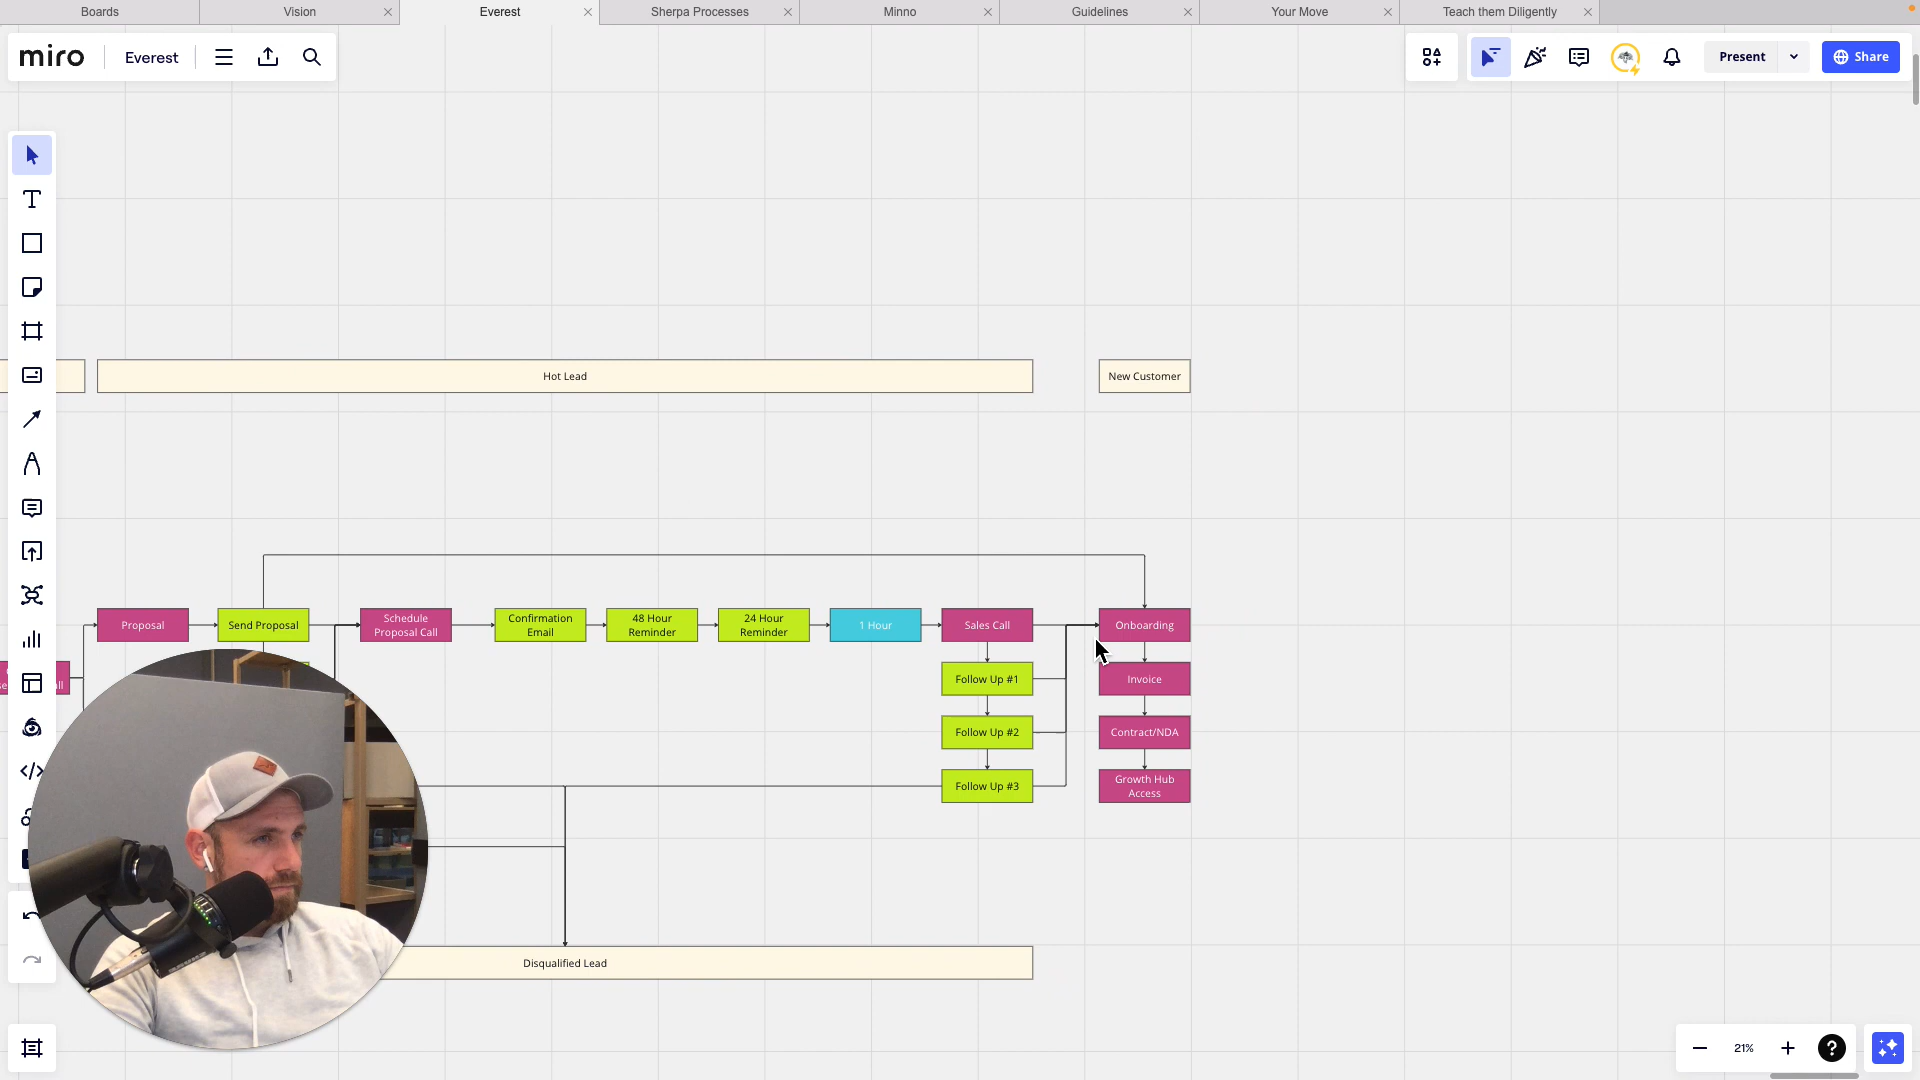 Boards
Vision
Everest
Sherpa Processes
Minno
Guidelines
Your Move
Teach them Diligently
miro
Everest
Present
Share
Hot Lead
New Customer
Proposal
Send Proposal
Schedule
Proposal Call
Confirmation
Email
48 Hour
Reminder
24 Hour
Reminder
1 Hour
Sales Call
Onboarding
Follow Up #1
Invoice
Follow Up #2
Contract/NDA
Follow Up #3
Growth Hub
Access
Disqualified Lead
21%